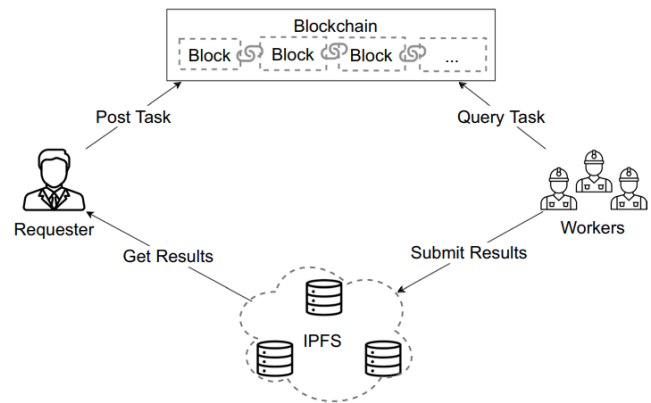 Blockchain
Block Block Block ...
Post Task
Query Task
Requester
Workers
Get Results
Submit Results
IPFS